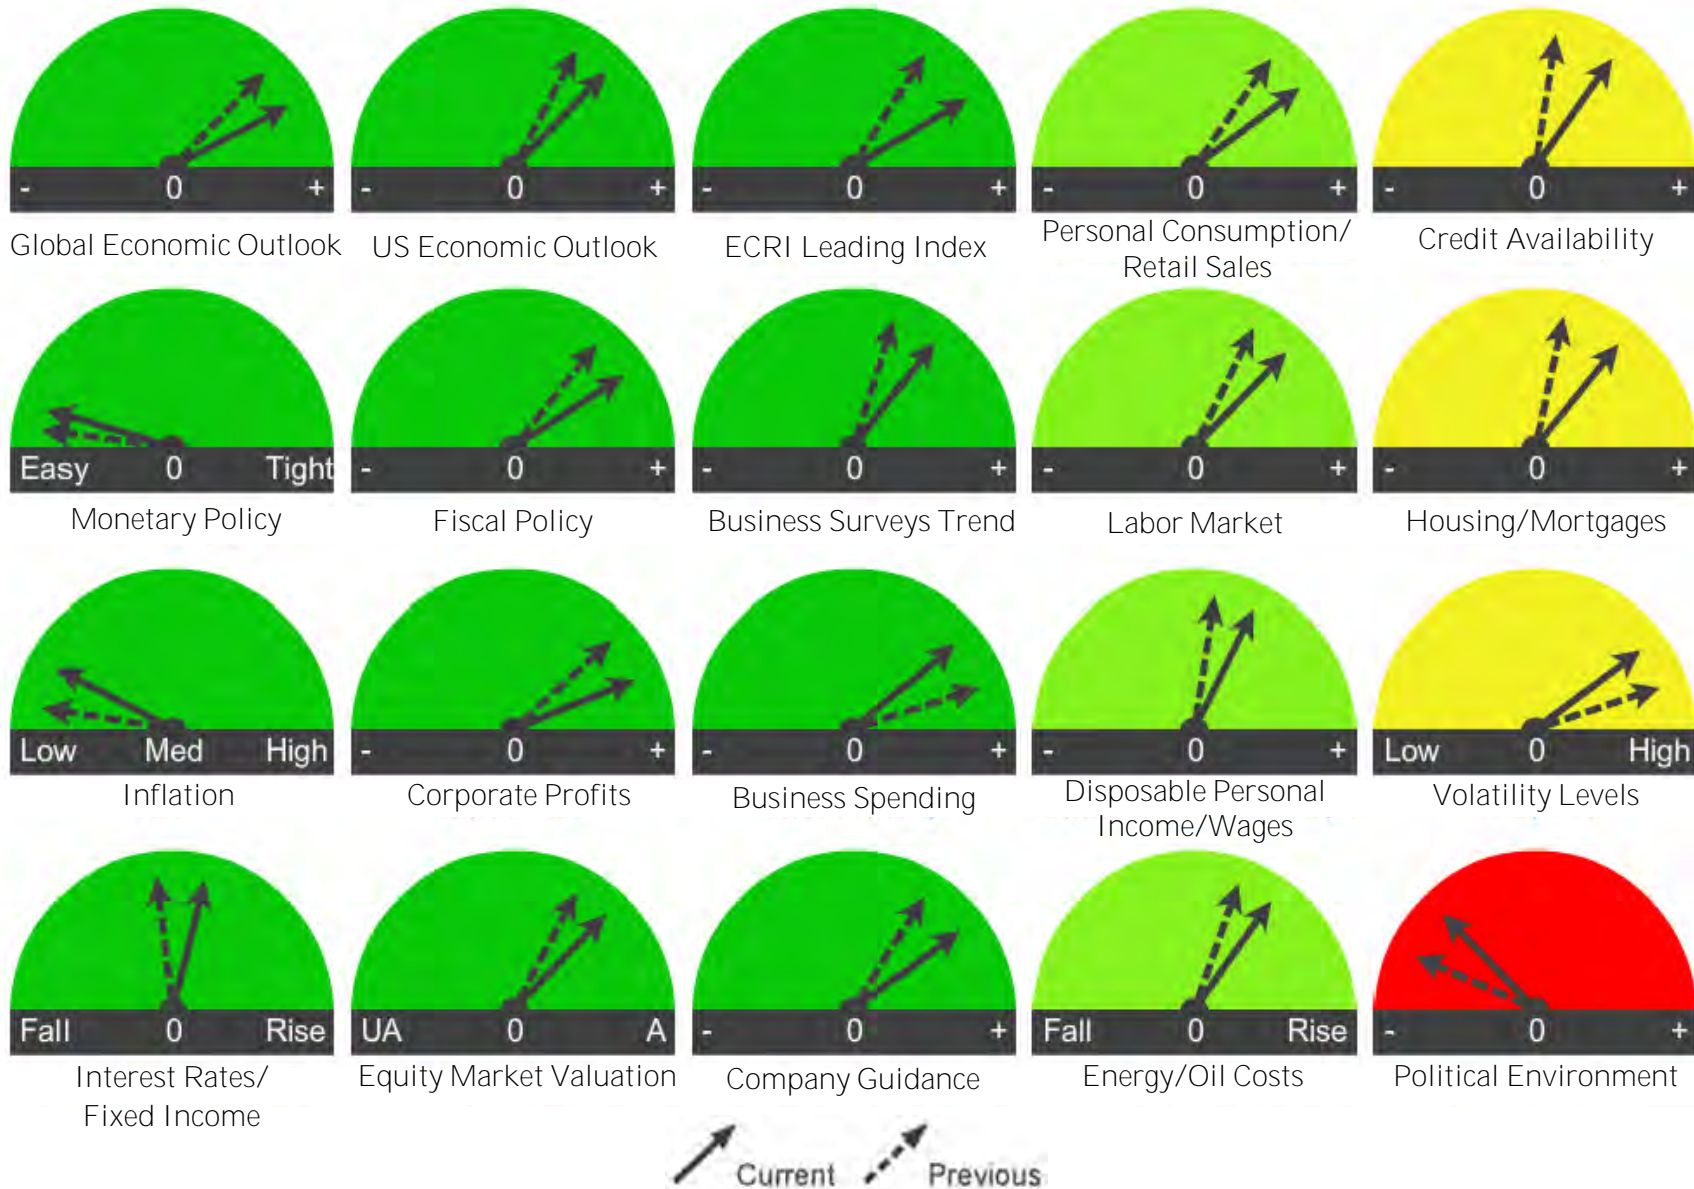 - 0 +
- 0 +
- 0 +
- 0 +
- 0 +
Global Economic Outlook
US Economic Outlook
ECRI Leading Index
Personal Consumption/
Retail Sales
Credit Availability
Easy 0 Tight
- 0 +
- 0 +
- 0 +
- 0 +
Monetary Policy
Fiscal Policy
Business Surveys Trend
Labor Market
Housing/Mortgages
Low Med High
- 0 +
- 0 +
- 0 +
Low 0 High
Inflation
Corporate Profits
Business Spending
Disposable Personal
Income/Wages
Volatility Levels
Fall 0 Rise
UA 0 A
- 0 +
Fall 0 Rise
- 0 +
Interest Rates/
Fixed Income
Equity Market Valuation
Company Guidance
Energy/Oil Costs
Political Environment
Current Previous